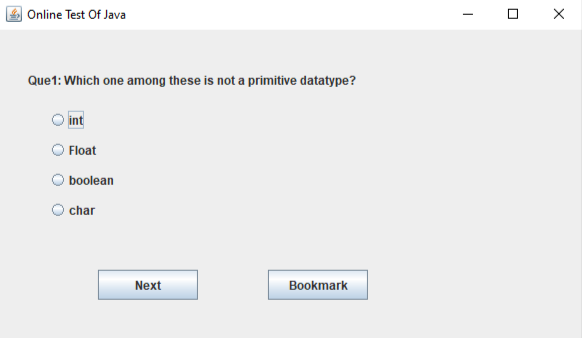 Online Test Of Java
Que1: Which one among these is not a primitive datatype?
int
Float
boolean
char
Next Bookmark